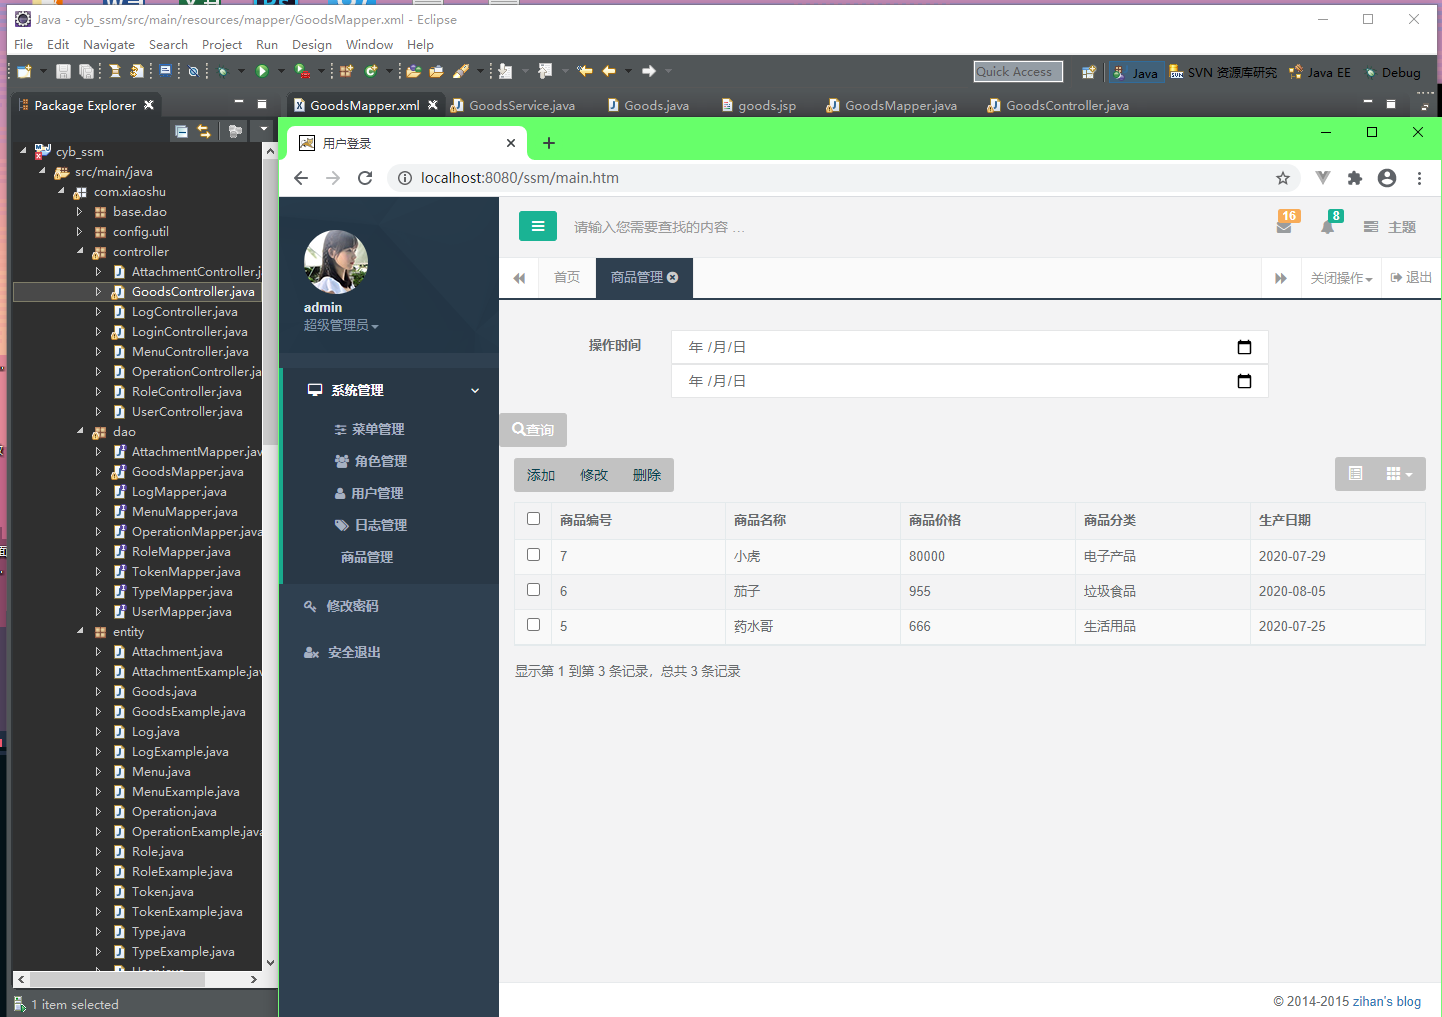 Java - cyb_ssm/src/main/resources/mapper/GoodsMapper.xml - Eclipse
File Edit Navigate Search Project Run Design Window Help
Quick Access Java SVN 资源库研究 Java EE Debug
Package Explorer
GoodsMapper.xml GoodsService.java Goods.java goods.jsp GoodsMapper.java GoodsController.java
cyb_ssm
src/main/java
com.xiaoshu
base.dao
config.util
controller
AttachmentController.j
GoodsController.java
LogController.java
LoginController.java
MenuController.java
OperationController.ja
RoleController.java
UserController.java
dao
AttachmentMapper.jav
GoodsMapper.java
LogMapper.java
MenuMapper.java
OperationMapper.java
RoleMapper.java
TokenMapper.java
TypeMapper.java
UserMapper.java
entity
Attachment.java
AttachmentExample.jav
Goods.java
GoodsExample.java
Log.java
LogExample.java
Menu.java
MenuExample.java
Operation.java
OperationExample.java
Role.java
RoleExample.java
Token.java
TokenExample.java
Type.java
TypeExample.java
1 item selected
用户登录
localhost:8080/ssm/main.htm
admin
超级管理员
系统管理
菜单管理
角色管理
用户管理
日志管理
商品管理
修改密码
安全退出
请输入您需要查找的内容 …
16 8 主题
首页 商品管理 关闭操作 退出
操作时间 年 /月/日
年 /月/日
查询
添加 修改 删除
商品编号 商品名称 商品价格 商品分类 生产日期
7 小虎 80000 电子产品 2020-07-29
6 茄子 955 垃圾食品 2020-08-05
5 药水哥 666 生活用品 2020-07-25
显示第 1 到第 3 条记录，总共 3 条记录
© 2014-2015 zihan's blog